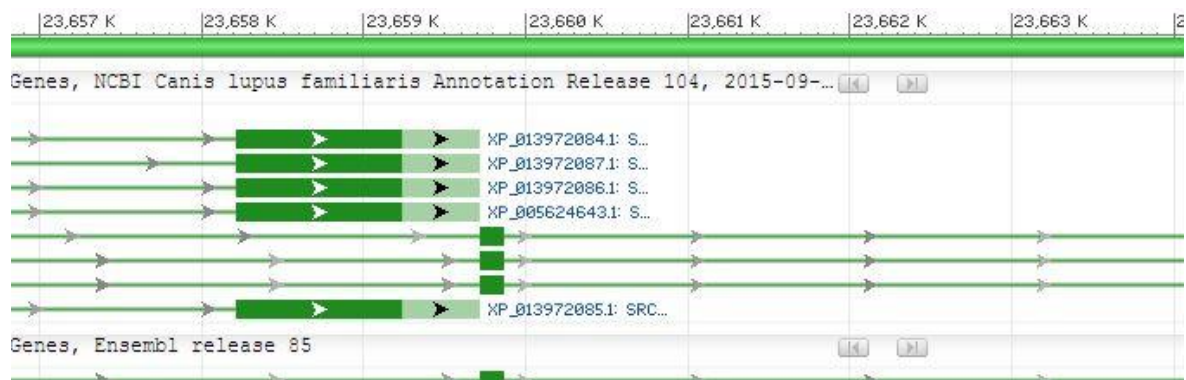 23,657 K 23,658 K 23,659 K 23,660 K 23,661 K 23,662 K 23,663 K 2
Genes, NCBI Canis lupus familiaris Annotation Release 104, 2015-09-…
XP_013972084.1: S…
XP_013972087.1: S…
XP_013972086.1: S…
XP_005624643.1: S…
XP_013972085.1: SRC…
Genes, Ensembl release 85